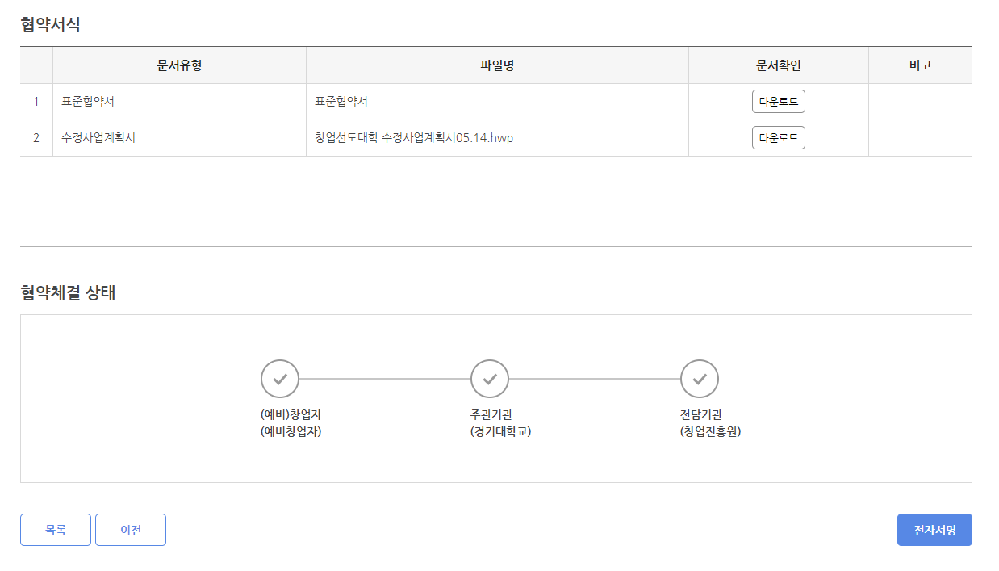 협약서식
문서유형 파일명 문서확인 비고
1 표준협약서 표준협약서 다운로드
2 수정사업계획서 창업선도대학 수정사업계획서05.14.hwp 다운로드
협약체결 상태
(예비)창업자 주관기관 전담기관
(예비창업자) (경기대학교) (창업진흥원)
목록 이전 전자서명